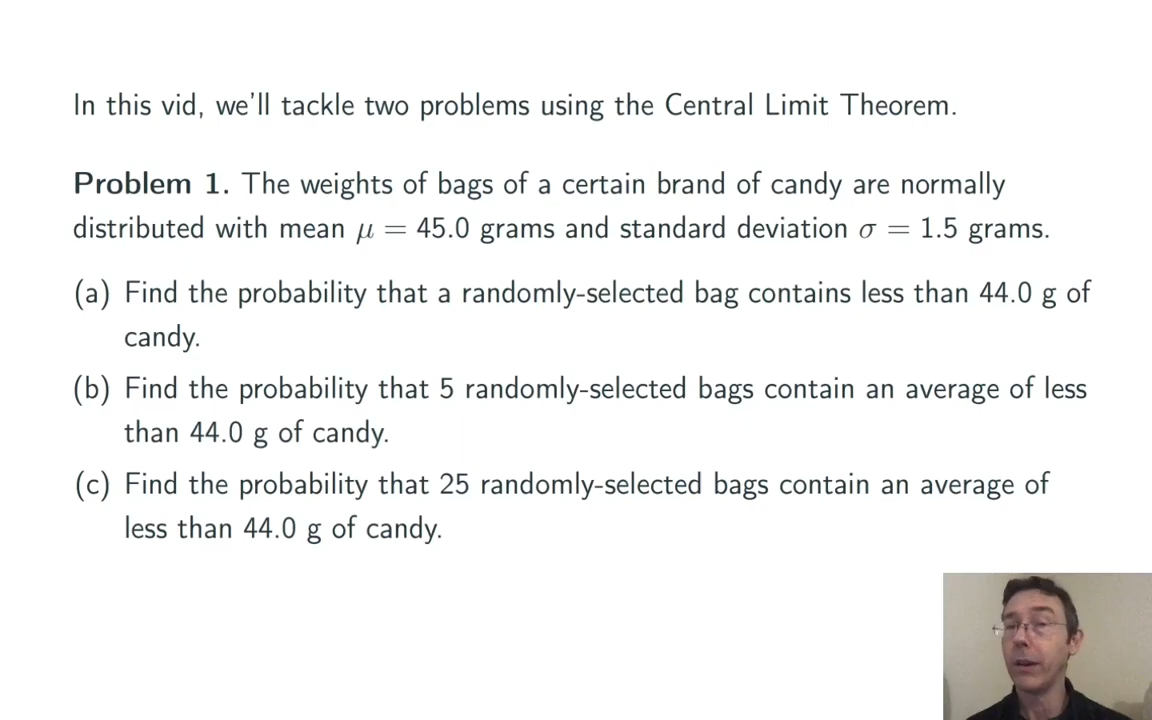 In this vid, we'll tackle two problems using the Central Limit Theorem.
Problem 1. The weights of bags of a certain brand of candy are normally
distributed with mean μ = 45.0 grams and standard deviation σ = 1.5 grams.
(a) Find the probability that a randomly-selected bag contains less than 44.0 g of
candy.
(b) Find the probability that 5 randomly-selected bags contain an average of less
than 44.0 g of candy.
(c) Find the probability that 25 randomly-selected bags contain an average of
less than 44.0 g of candy.